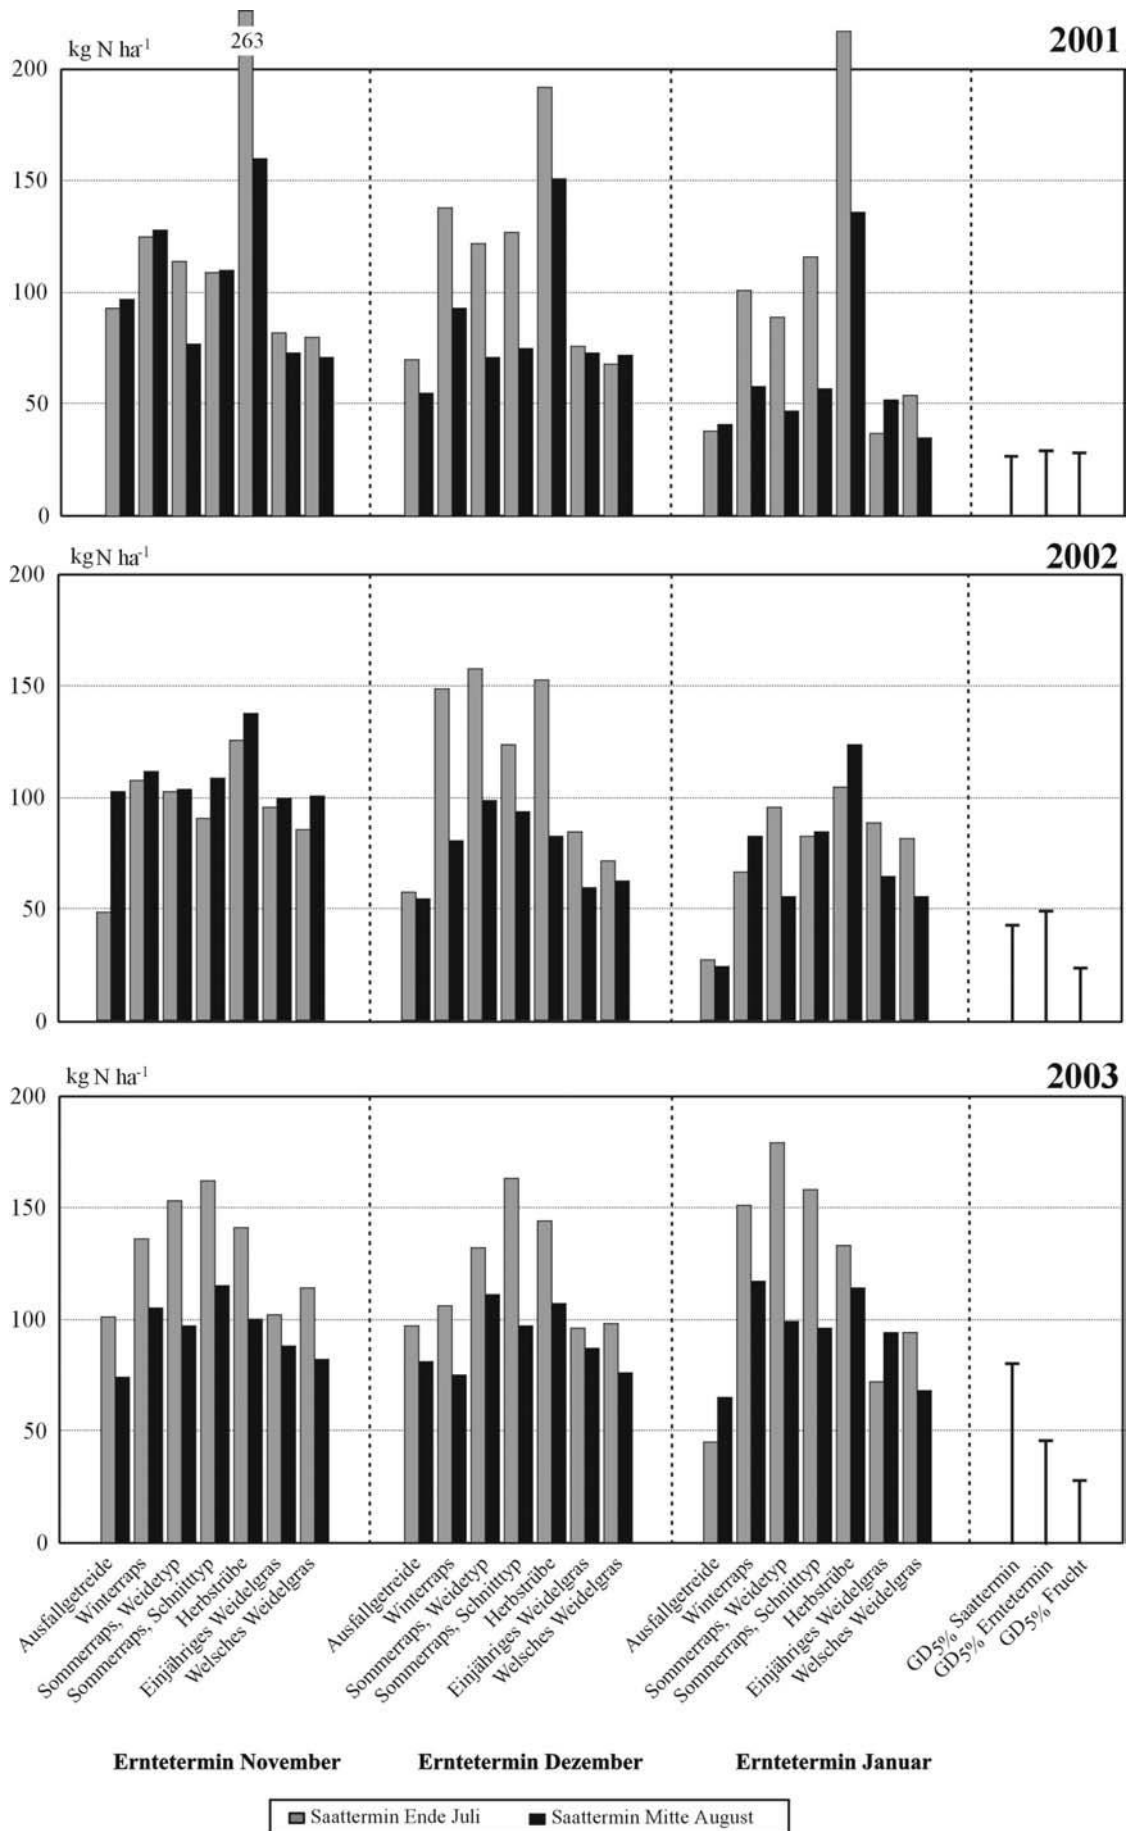 263
kg N ha-1
2001
200
150
100
50
0
kg N ha-1
2002
200
150
100
50
0
kg N ha-1
2003
200
150
100
50
0
Ausfallgetreide
Winterraps
Sommerraps, Weidetyp
Sommerraps, Schnitttyp
Herbstrübe
Einjähriges Weidelgras
Welsches Weidelgras
Ausfallgetreide
Winterraps
Sommerraps, Weidetyp
Sommerraps, Schnitttyp
Herbstrübe
Einjähriges Weidelgras
Welsches Weidelgras
Ausfallgetreide
Winterraps
Sommerraps, Weidetyp
Sommerraps, Schnitttyp
Herbstrübe
Einjähriges Weidelgras
Welsches Weidelgras
GD5% Saattermin
GD5% Erntetermin
GD5% Frucht
Erntetermin November
Erntetermin Dezember
Erntetermin Januar
Saattermin Ende Juli
Saattermin Mitte August